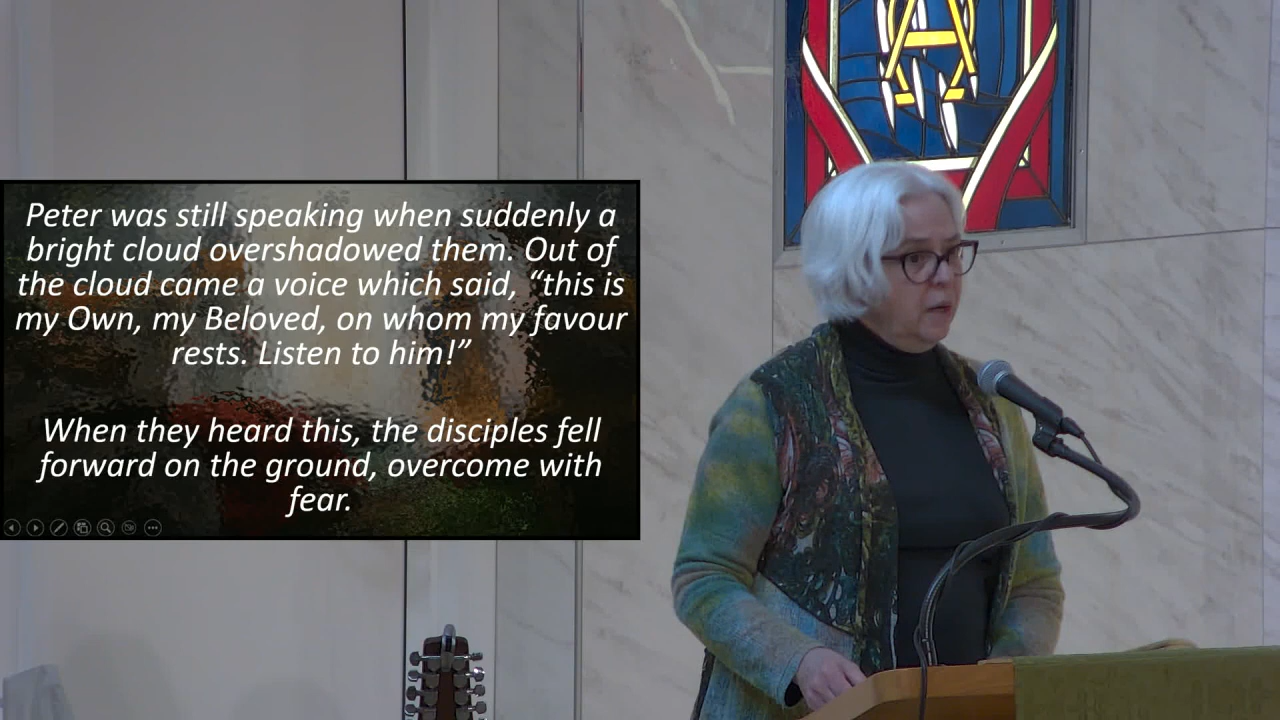 Peter was still speaking when suddenly a
bright cloud overshadowed them. Out of
the cloud came a voice which said, “this is
my Own, my Beloved, on whom my favour
rests. Listen to him!”
When they heard this, the disciples fell
forward on the ground, overcome with
fear.